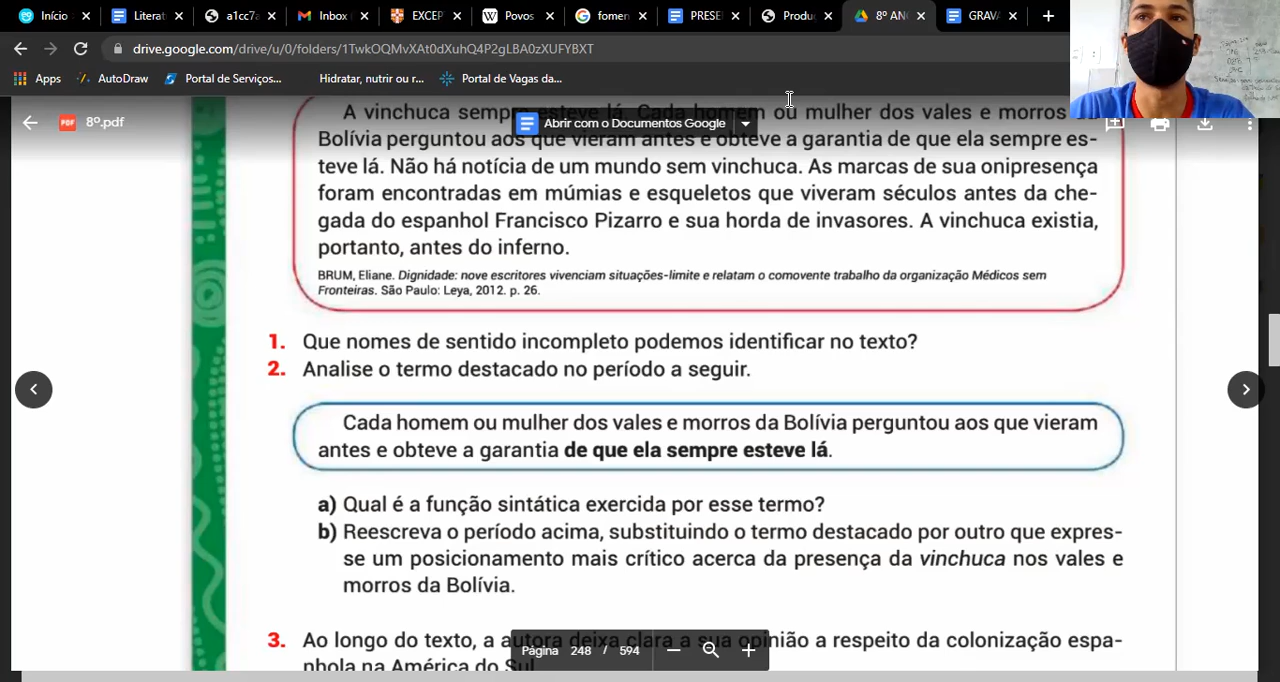 Início
Literat
a1cc7a
Inbox
EXCEP
Povos
fomen
PRESE
Produ
8º AN
GRAVA
drive.google.com/drive/u/0/folders/1TwkOQMvXAt0dXuhQ4P2gLBA0zXUFYBXT
Apps
AutoDraw
Portal de Serviços...
Hidratar, nutrir ou r...
Portal de Vagas da...
8º.pdf
Abrir com o Documentos Google
A vinchuca sempre esteve lá. Cada homem ou mulher dos vales e morros
Bolívia perguntou aos que vieram antes e obteve a garantia de que ela sempre es-
teve lá. Não há notícia de um mundo sem vinchuca. As marcas de sua onipresença
foram encontradas em múmias e esqueletos que viveram séculos antes da che-
gada do espanhol Francisco Pizarro e sua horda de invasores. A vinchuca existia,
portanto, antes do inferno.
BRUM, Eliane. Dignidade: nove escritores vivenciam situações-limite e relatam o comovente trabalho da organização Médicos sem
Fronteiras. São Paulo: Leya, 2012. p. 26.
1. Que nomes de sentido incompleto podemos identificar no texto?
2. Analise o termo destacado no período a seguir.
Cada homem ou mulher dos vales e morros da Bolívia perguntou aos que vieram
antes e obteve a garantia de que ela sempre esteve lá.
a) Qual é a função sintática exercida por esse termo?
b) Reescreva o período acima, substituindo o termo destacado por outro que expres-
se um posicionamento mais crítico acerca da presença da vinchuca nos vales e
morros da Bolívia.
3. Ao longo do texto, a autora deixa clara a sua opinião a respeito da colonização espa-
nhola na América do Sul
Página 248 / 594